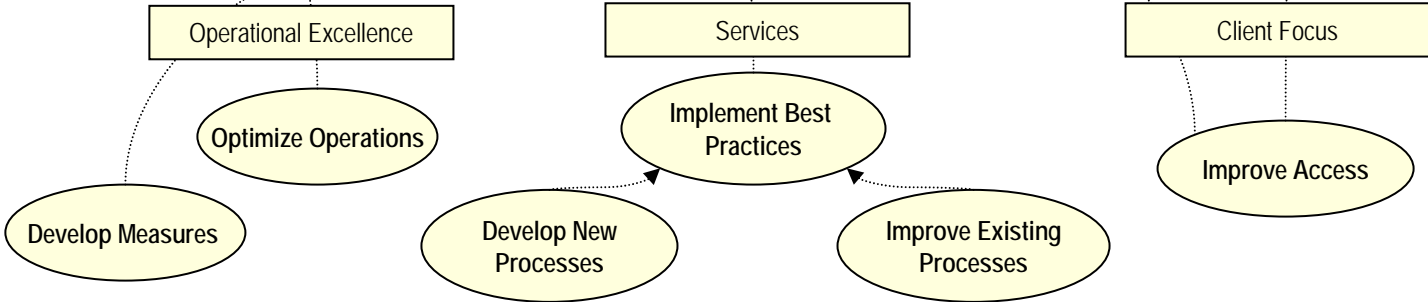 Operational Excellence
Services
Client Focus
Optimize Operations
Implement Best
Practices
Improve Access
Develop Measures
Develop New
Processes
Improve Existing
Processes